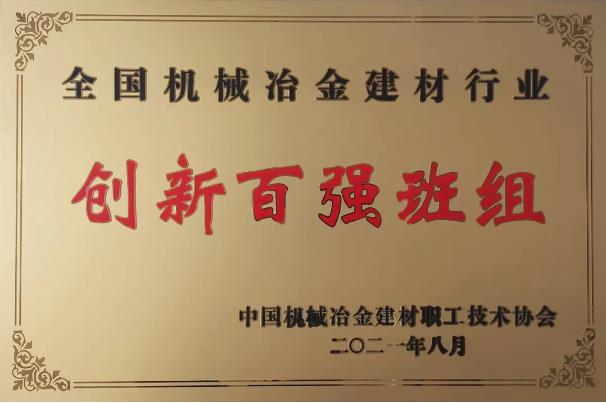 全国机械冶金建材行业
创新百强班组
中国机械冶金建材职工技术协会
二〇二一年八月